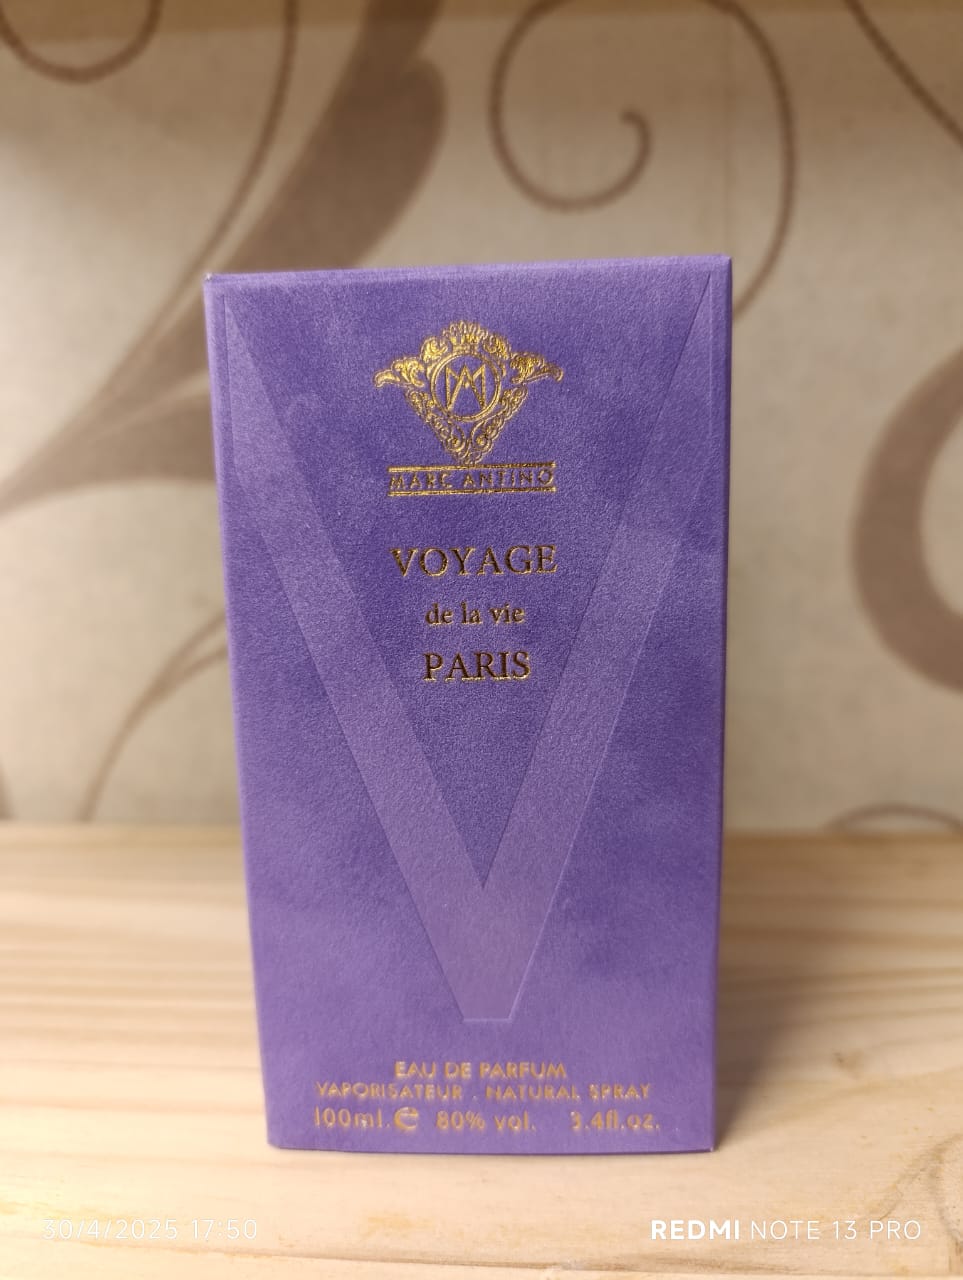 MARC ANTINO
VOYAGE
de la vie
PARIS
EAU DE PARFUM
VAPORISATEUR . NATURAL SPRAY
100ml. ℮ 80% vol. 3.4fl.oz.
30/4/2025 17:50
REDMI NOTE 13 PRO